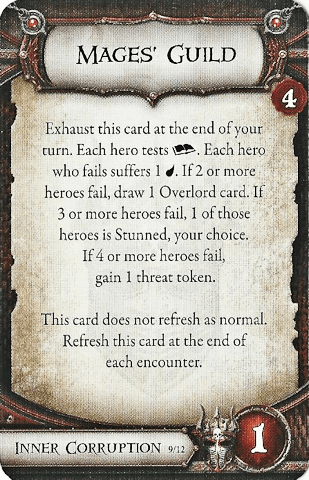 MAGES' GUILD
4
Exhaust this card at the end of your
turn. Each hero tests . Each hero
who fails suffers 1 . If 2 or more
heroes fail, draw 1 Overlord card. If
3 or more heroes fail, 1 of those
heroes is Stunned, your choice.
If 4 or more heroes fail,
gain 1 threat token.
This card does not refresh as normal.
Refresh this card at the end of
each encounter.
INNER CORRUPTION 9/12
1